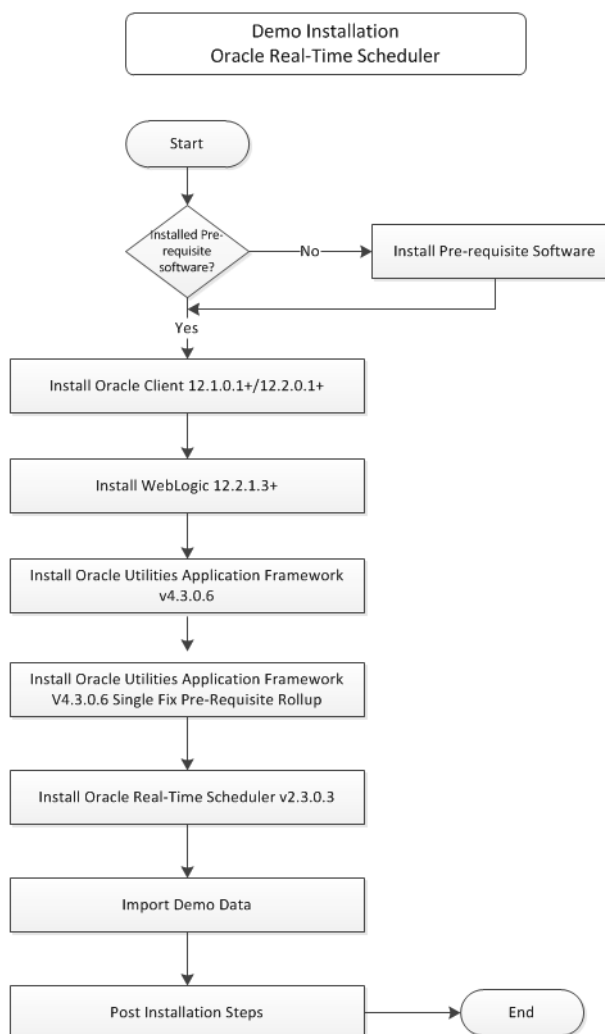 Demo Installation
Oracle Real-Time Scheduler
Start
Installed Pre-
requisite
software?
No
Install Pre-requisite Software
Yes
Install Oracle Client 12.1.0.1+/12.2.0.1+
Install WebLogic 12.2.1.3+
Install Oracle Utilities Application Framework
v4.3.0.6
Install Oracle Utilities Application Framework
V4.3.0.6 Single Fix Pre-Requisite Rollup
Install Oracle Real-Time Scheduler v2.3.0.3
Import Demo Data
Post Installation Steps
End